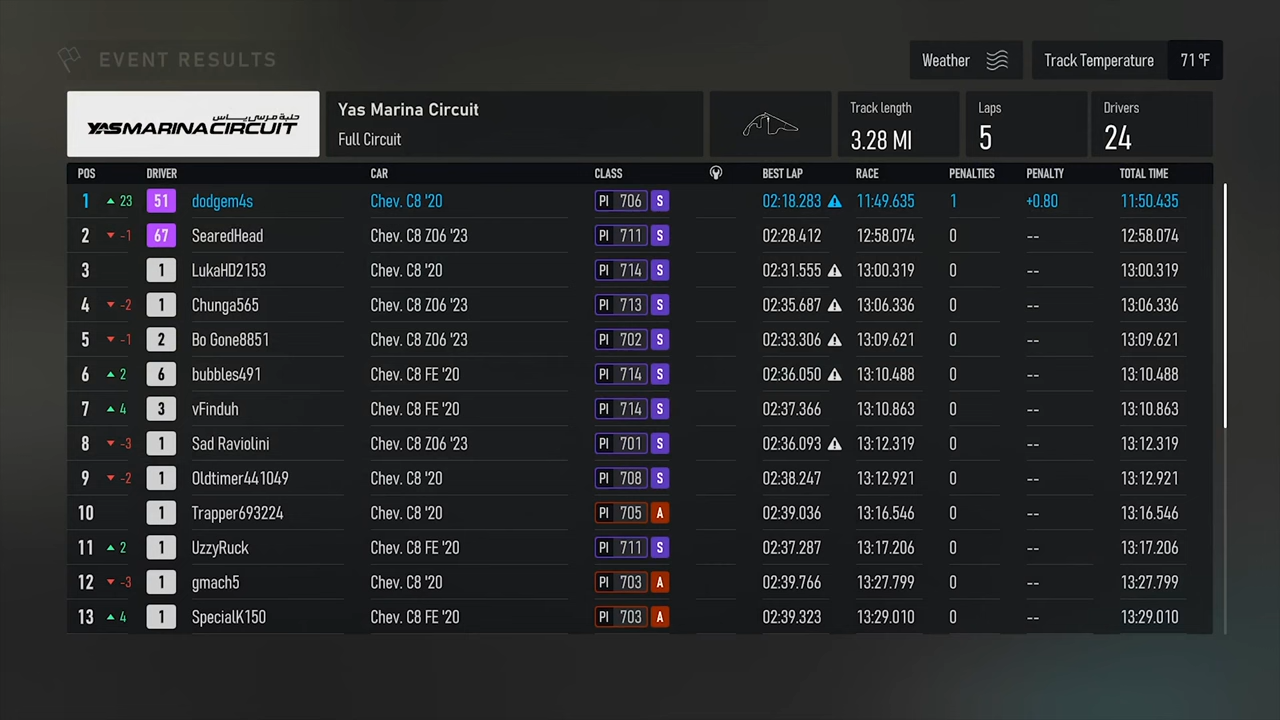 EVENT RESULTS
Weather
Track Temperature 71 °F
حلبة مرسى ياس
YAS MARINA CIRCUIT
Yas Marina Circuit
Full Circuit
Track length
3.28 MI
Laps
5
Drivers
24
POS DRIVER CAR CLASS BEST LAP RACE PENALTIES PENALTY TOTAL TIME
1 23 51 dodgem4s Chev. C8 '20 PI 706 S 02:18.283 11:49.635 1 +0.80 11:50.435
2 -1 67 SearedHead Chev. C8 Z06 '23 PI 711 S 02:28.412 12:58.074 0 -- 12:58.074
3 1 LukaHD2153 Chev. C8 '20 PI 714 S 02:31.555 13:00.319 0 -- 13:00.319
4 -2 1 Chunga565 Chev. C8 Z06 '23 PI 713 S 02:35.687 13:06.336 0 -- 13:06.336
5 -1 2 Bo Gone8851 Chev. C8 Z06 '23 PI 702 S 02:33.306 13:09.621 0 -- 13:09.621
6 2 6 bubbles491 Chev. C8 FE '20 PI 714 S 02:36.050 13:10.488 0 -- 13:10.488
7 4 3 vFinduh Chev. C8 FE '20 PI 714 S 02:37.366 13:10.863 0 -- 13:10.863
8 -3 1 Sad Raviolini Chev. C8 Z06 '23 PI 701 S 02:36.093 13:12.319 0 -- 13:12.319
9 -2 1 Oldtimer441049 Chev. C8 '20 PI 708 S 02:38.247 13:12.921 0 -- 13:12.921
10 1 Trapper693224 Chev. C8 '20 PI 705 A 02:39.036 13:16.546 0 -- 13:16.546
11 2 1 UzzyRuck Chev. C8 FE '20 PI 711 S 02:37.287 13:17.206 0 -- 13:17.206
12 -3 1 gmach5 Chev. C8 '20 PI 703 A 02:39.766 13:27.799 0 -- 13:27.799
13 4 1 SpecialK150 Chev. C8 FE '20 PI 703 A 02:39.323 13:29.010 0 -- 13:29.010